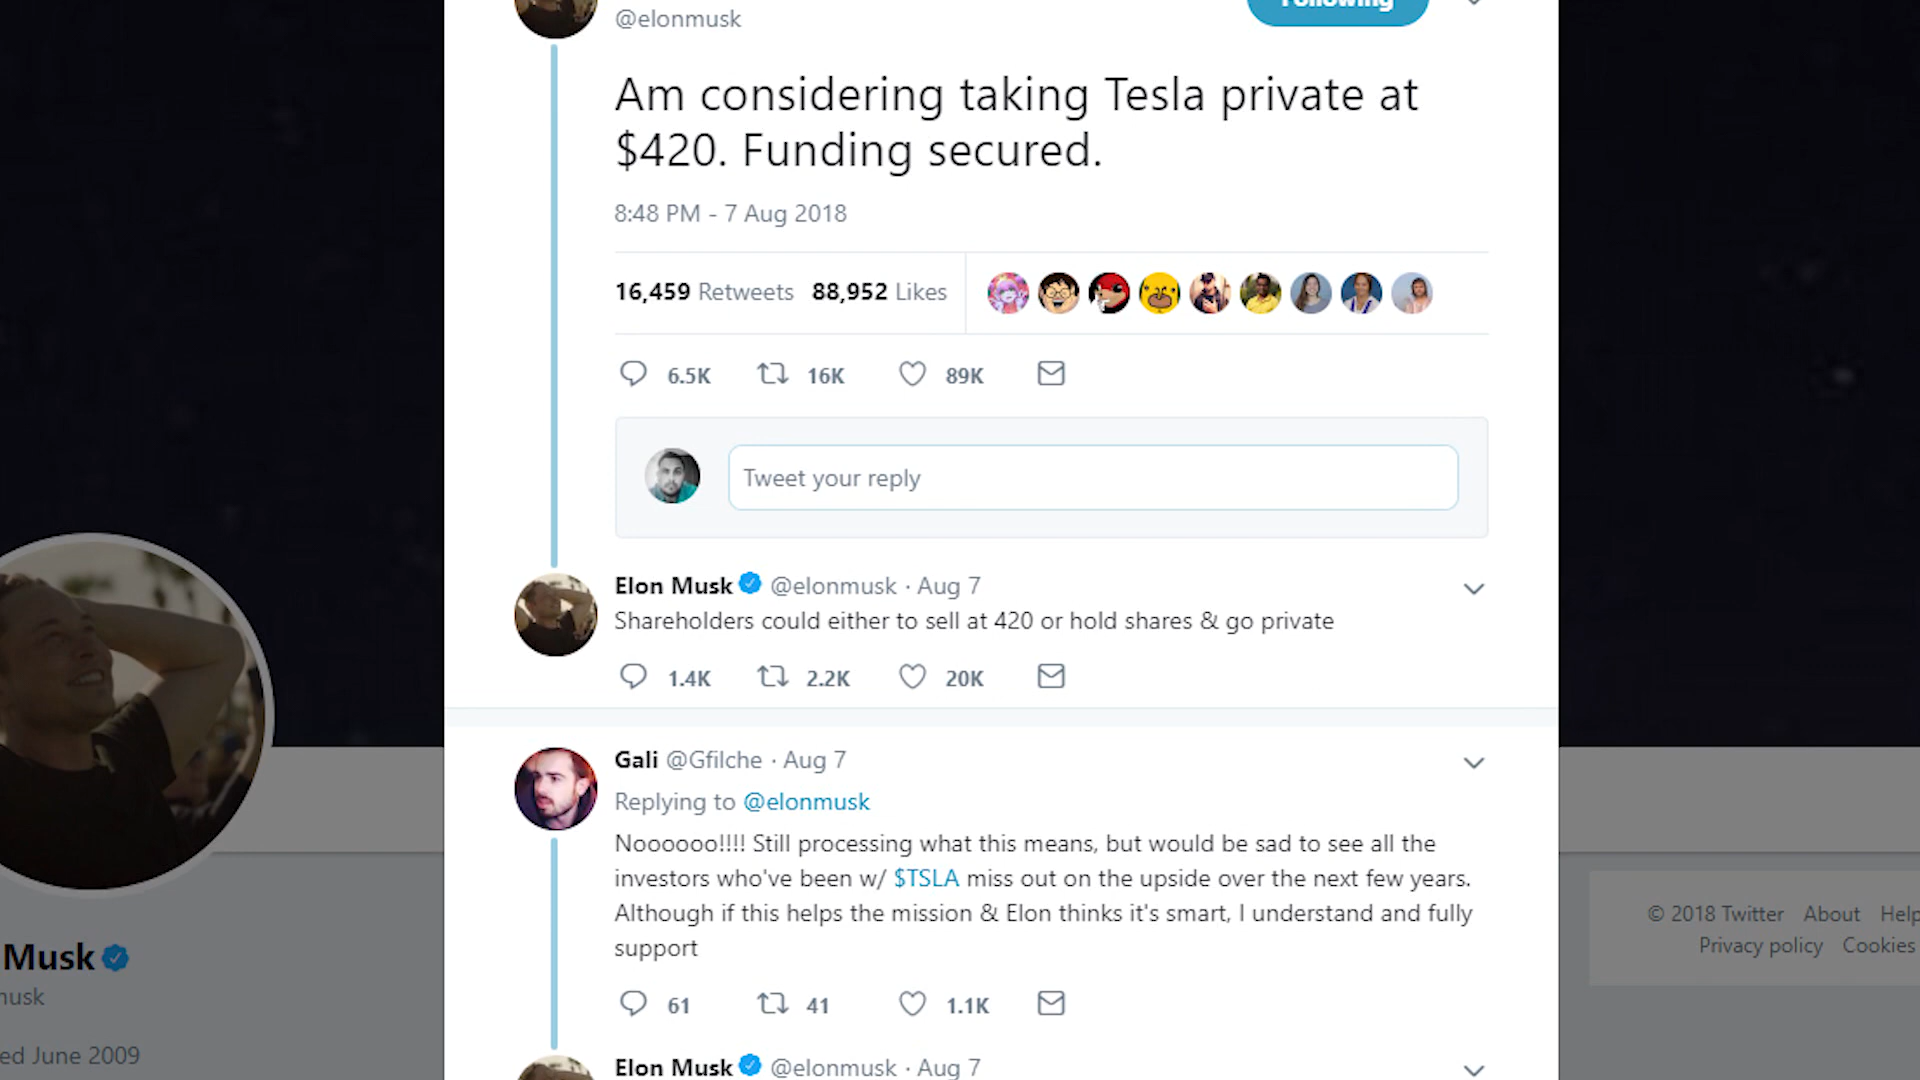 @elonmusk
Following
Am considering taking Tesla private at
$420. Funding secured.
8:48 PM - 7 Aug 2018
16,459 Retweets 88,952 Likes
6.5K 16K 89K
Tweet your reply
Elon Musk @elonmusk · Aug 7
Shareholders could either to sell at 420 or hold shares & go private
1.4K 2.2K 20K
Gali @Gfilche · Aug 7
Replying to @elonmusk
Noooooo!!!! Still processing what this means, but would be sad to see all the
investors who've been w/ $TSLA miss out on the upside over the next few years.
Although if this helps the mission & Elon thinks it's smart, I understand and fully
support
61 41 1.1K
Elon Musk @elonmusk · Aug 7
Musk
usk
ed June 2009
© 2018 Twitter About Help
Privacy policy Cookies